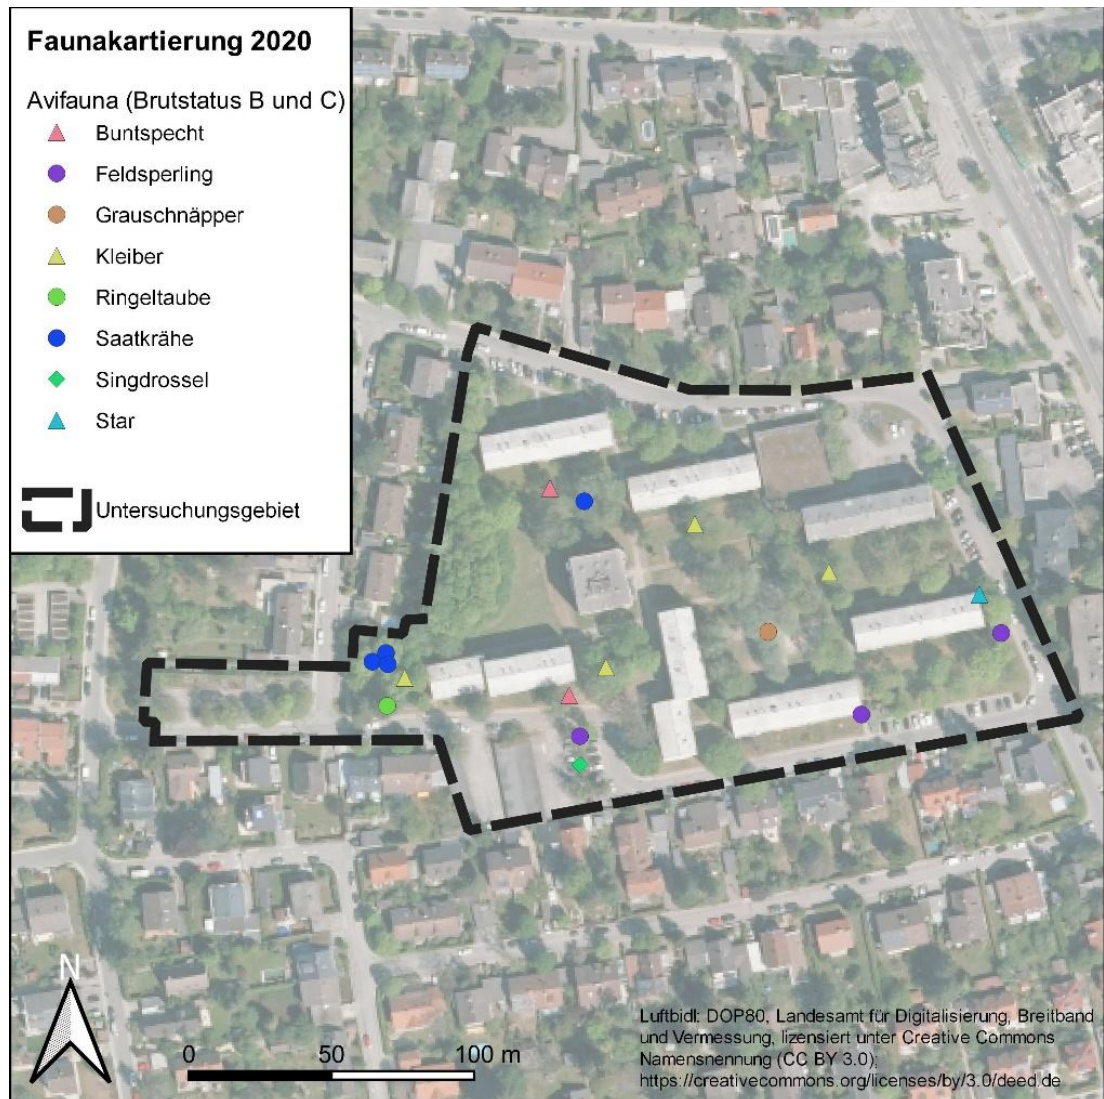 Faunakartierung 2020
Avifauna (Brutstatus B und C)
Buntspecht
Feldsperling
Grauschnäpper
Kleiber
Ringeltaube
Saatkrähe
Singdrossel
Star
Untersuchungsgebiet
N
0 50 100 m
Luftbidl: DOP80, Landesamt für Digitalisierung, Breitband
und Vermessung, lizensiert unter Creative Commons
Namensnennung (CC BY 3.0);
https://creativecommons.org/licenses/by/3.0/deed.de